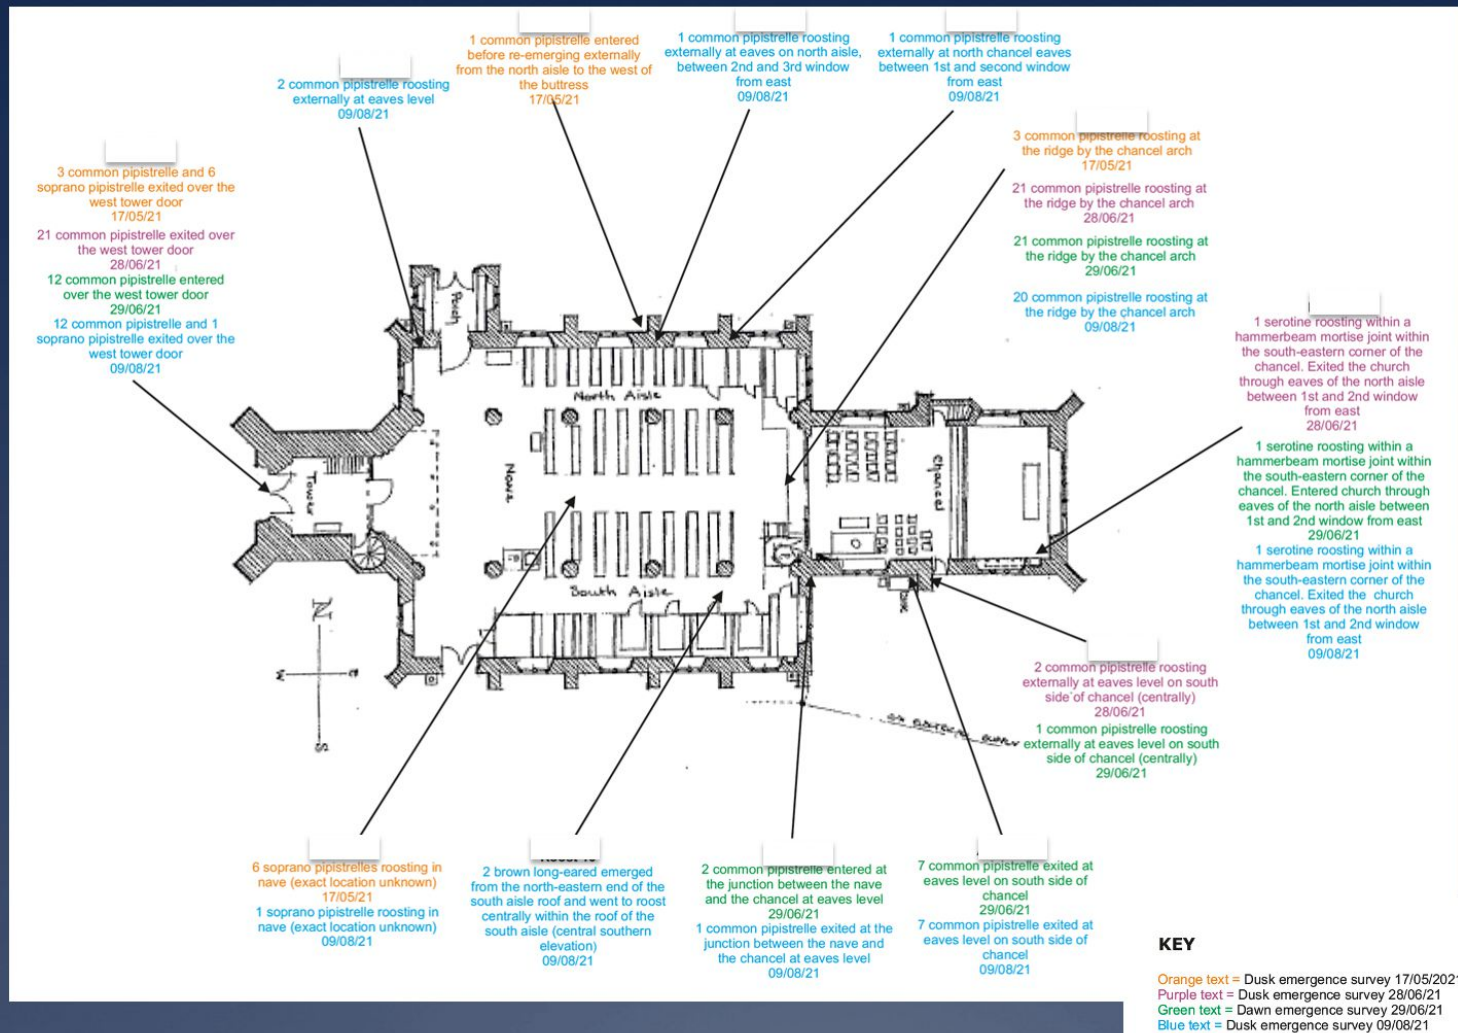 1 common pipistrelle entered
before re-emerging externally
from the north aisle to the west of
the buttress
17/05/21
1 common pipistrelle roosting
externally at eaves on north aisle,
between 2nd and 3rd window
from east
09/08/21
1 common pipistrelle roosting
externally at north chancel eaves
between 1st and second window
from east
09/08/21
2 common pipistrelle roosting
externally at eaves level
09/08/21
3 common pipistrelle roosting at
the ridge by the chancel arch
17/05/21
21 common pipistrelle roosting at
the ridge by the chancel arch
28/06/21
21 common pipistrelle roosting at
the ridge by the chancel arch
29/06/21
20 common pipistrelle roosting at
the ridge by the chancel arch
09/08/21
3 common pipistrelle and 6
soprano pipistrelle exited over the
west tower door
17/05/21
21 common pipistrelle exited over
the west tower door
28/06/21
12 common pipistrelle entered
over the west tower door
29/06/21
12 common pipistrelle and 1
soprano pipistrelle exited over the
west tower door
09/08/21
1 serotine roosting within a
hammerbeam mortise joint within
the south-eastern corner of the
chancel. Exited the church
through eaves of the north aisle
between 1st and 2nd window
from east
28/06/21
1 serotine roosting within a
hammerbeam mortise joint within
the south-eastern corner of the
chancel. Entered church through
eaves of the north aisle between
1st and 2nd window from east
29/06/21
1 serotine roosting within a
hammerbeam mortise joint within
the south-eastern corner of the
chancel. Exited the church
through eaves of the north aisle
between 1st and 2nd window
from east
09/08/21
Porch
North Aisle
Nave
Tower
Chancel
South Aisle
N
W
E
S
2 common pipistrelle roosting
externally at eaves level on south
side of chancel (centrally)
28/06/21
1 common pipistrelle roosting
externally at eaves level on south
side of chancel (centrally)
29/06/21
6 soprano pipistrelles roosting in
nave (exact location unknown)
17/05/21
1 soprano pipistrelle roosting in
nave (exact location unknown)
09/08/21
2 brown long-eared emerged
from the north-eastern end of the
south aisle roof and went to roost
centrally within the roof of the
south aisle (central southern
elevation)
09/08/21
2 common pipistrelle entered at
the junction between the nave
and the chancel at eaves level
29/06/21
1 common pipistrelle exited at the
junction between the nave and
the chancel at eaves level
09/08/21
7 common pipistrelle exited at
eaves level on south side of
chancel
29/06/21
7 common pipistrelle exited at
eaves level on south side of
chancel
09/08/21
KEY
Orange text = Dusk emergence survey 17/05/2021
Purple text = Dusk emergence survey 28/06/21
Green text = Dawn emergence survey 29/06/21
Blue text = Dusk emergence survey 09/08/21